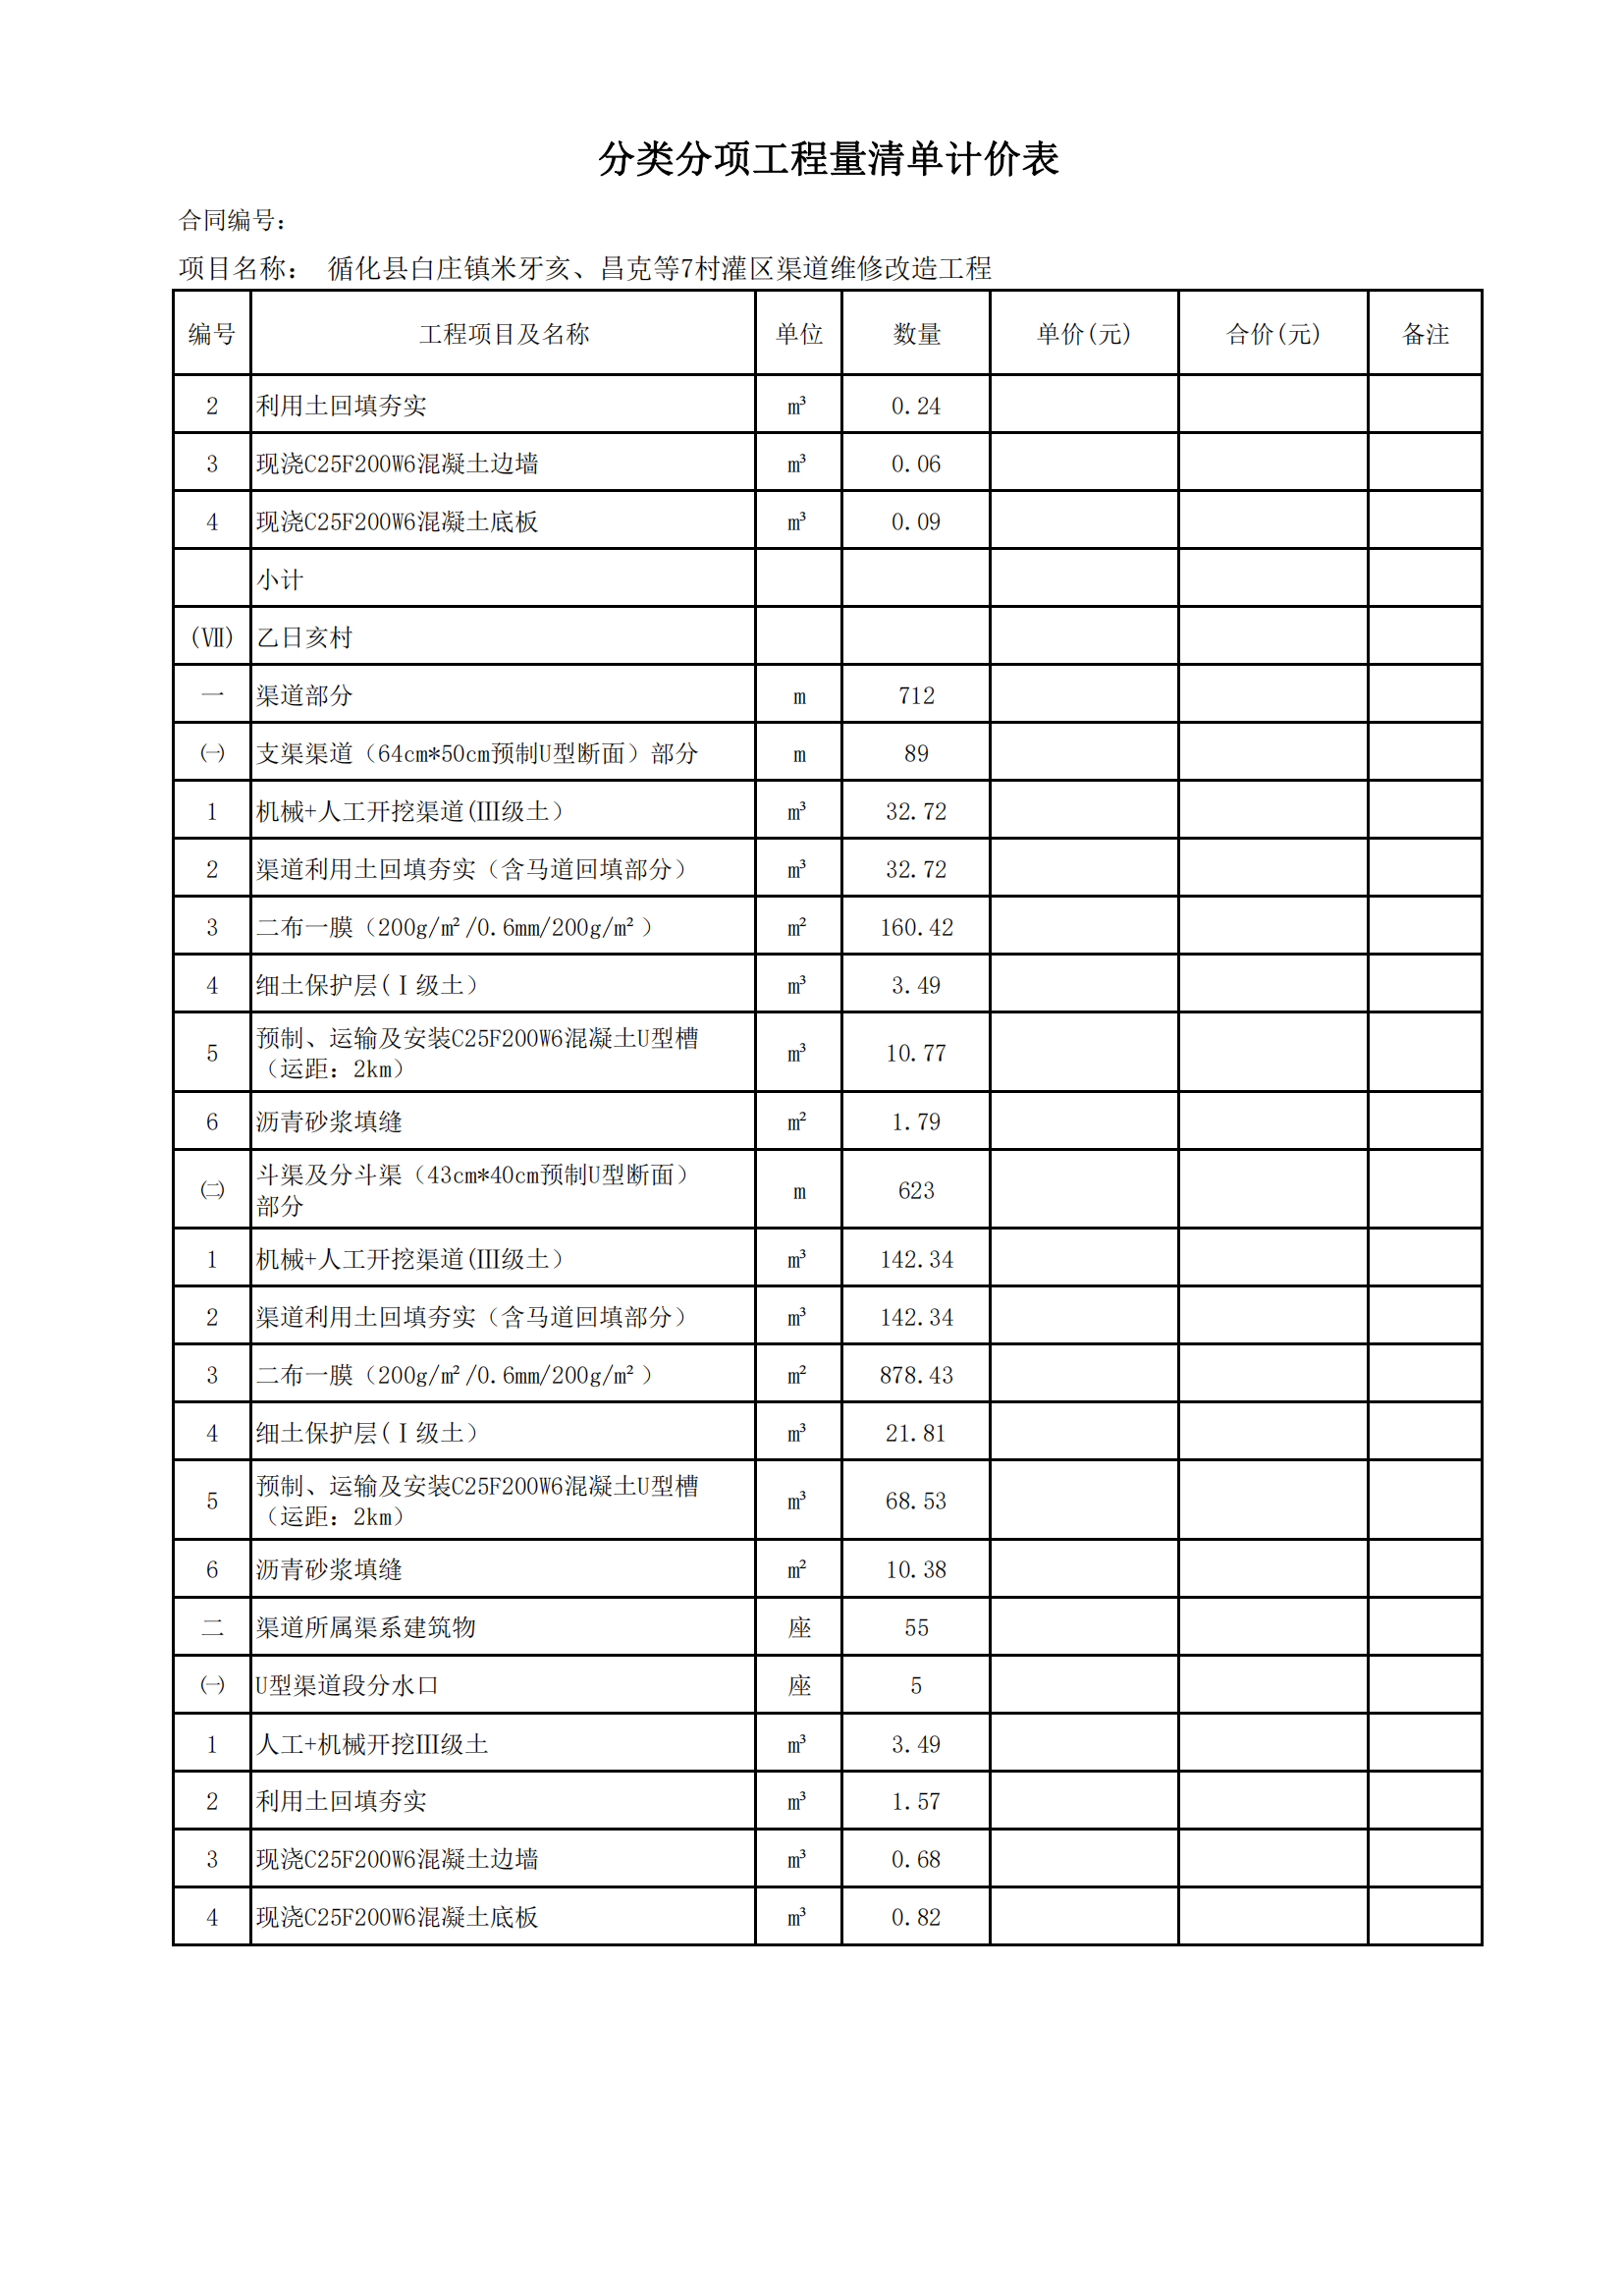 分类分项工程量清单计价表
合同编号：
项目名称： 循化县白庄镇米牙亥、昌克等7村灌区渠道维修改造工程
编号 工程项目及名称 单位 数量 单价(元) 合价(元) 备注
2 利用土回填夯实 m³ 0.24
3 现浇C25F200W6混凝土边墙 m³ 0.06
4 现浇C25F200W6混凝土底板 m³ 0.09
小计
(Ⅶ) 乙日亥村
一 渠道部分 m 712
㈠ 支渠渠道（64cm*50cm预制U型断面）部分 m 89
1 机械+人工开挖渠道(Ⅲ级土） m³ 32.72
2 渠道利用土回填夯实（含马道回填部分） m³ 32.72
3 二布一膜（200g/m²/0.6mm/200g/m²） m² 160.42
4 细土保护层(Ⅰ级土） m³ 3.49
5 预制、运输及安装C25F200W6混凝土U型槽
（运距：2km） m³ 10.77
6 沥青砂浆填缝 m² 1.79
㈡ 斗渠及分斗渠（43cm*40cm预制U型断面）
部分 m 623
1 机械+人工开挖渠道(Ⅲ级土） m³ 142.34
2 渠道利用土回填夯实（含马道回填部分） m³ 142.34
3 二布一膜（200g/m²/0.6mm/200g/m²） m² 878.43
4 细土保护层(Ⅰ级土） m³ 21.81
5 预制、运输及安装C25F200W6混凝土U型槽
（运距：2km） m³ 68.53
6 沥青砂浆填缝 m² 10.38
二 渠道所属渠系建筑物 座 55
㈠ U型渠道段分水口 座 5
1 人工+机械开挖Ⅲ级土 m³ 3.49
2 利用土回填夯实 m³ 1.57
3 现浇C25F200W6混凝土边墙 m³ 0.68
4 现浇C25F200W6混凝土底板 m³ 0.82